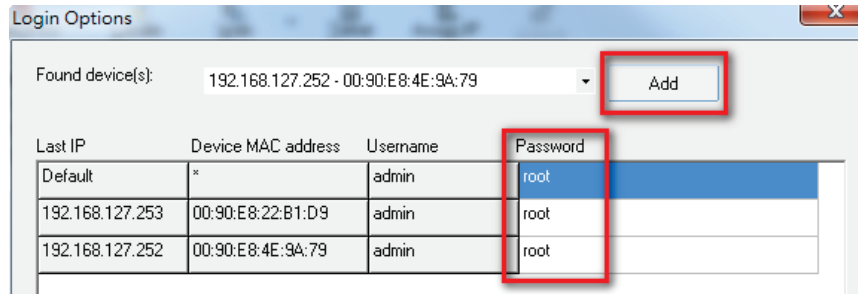 Login Options
Found device(s): 192.168.127.252 - 00:90:E8:4E:9A:79 Add
Last IP Device MAC address Username Password
Default * admin root
192.168.127.253 00:90:E8:22:B1:D9 admin root
192.168.127.252 00:90:E8:4E:9A:79 admin root